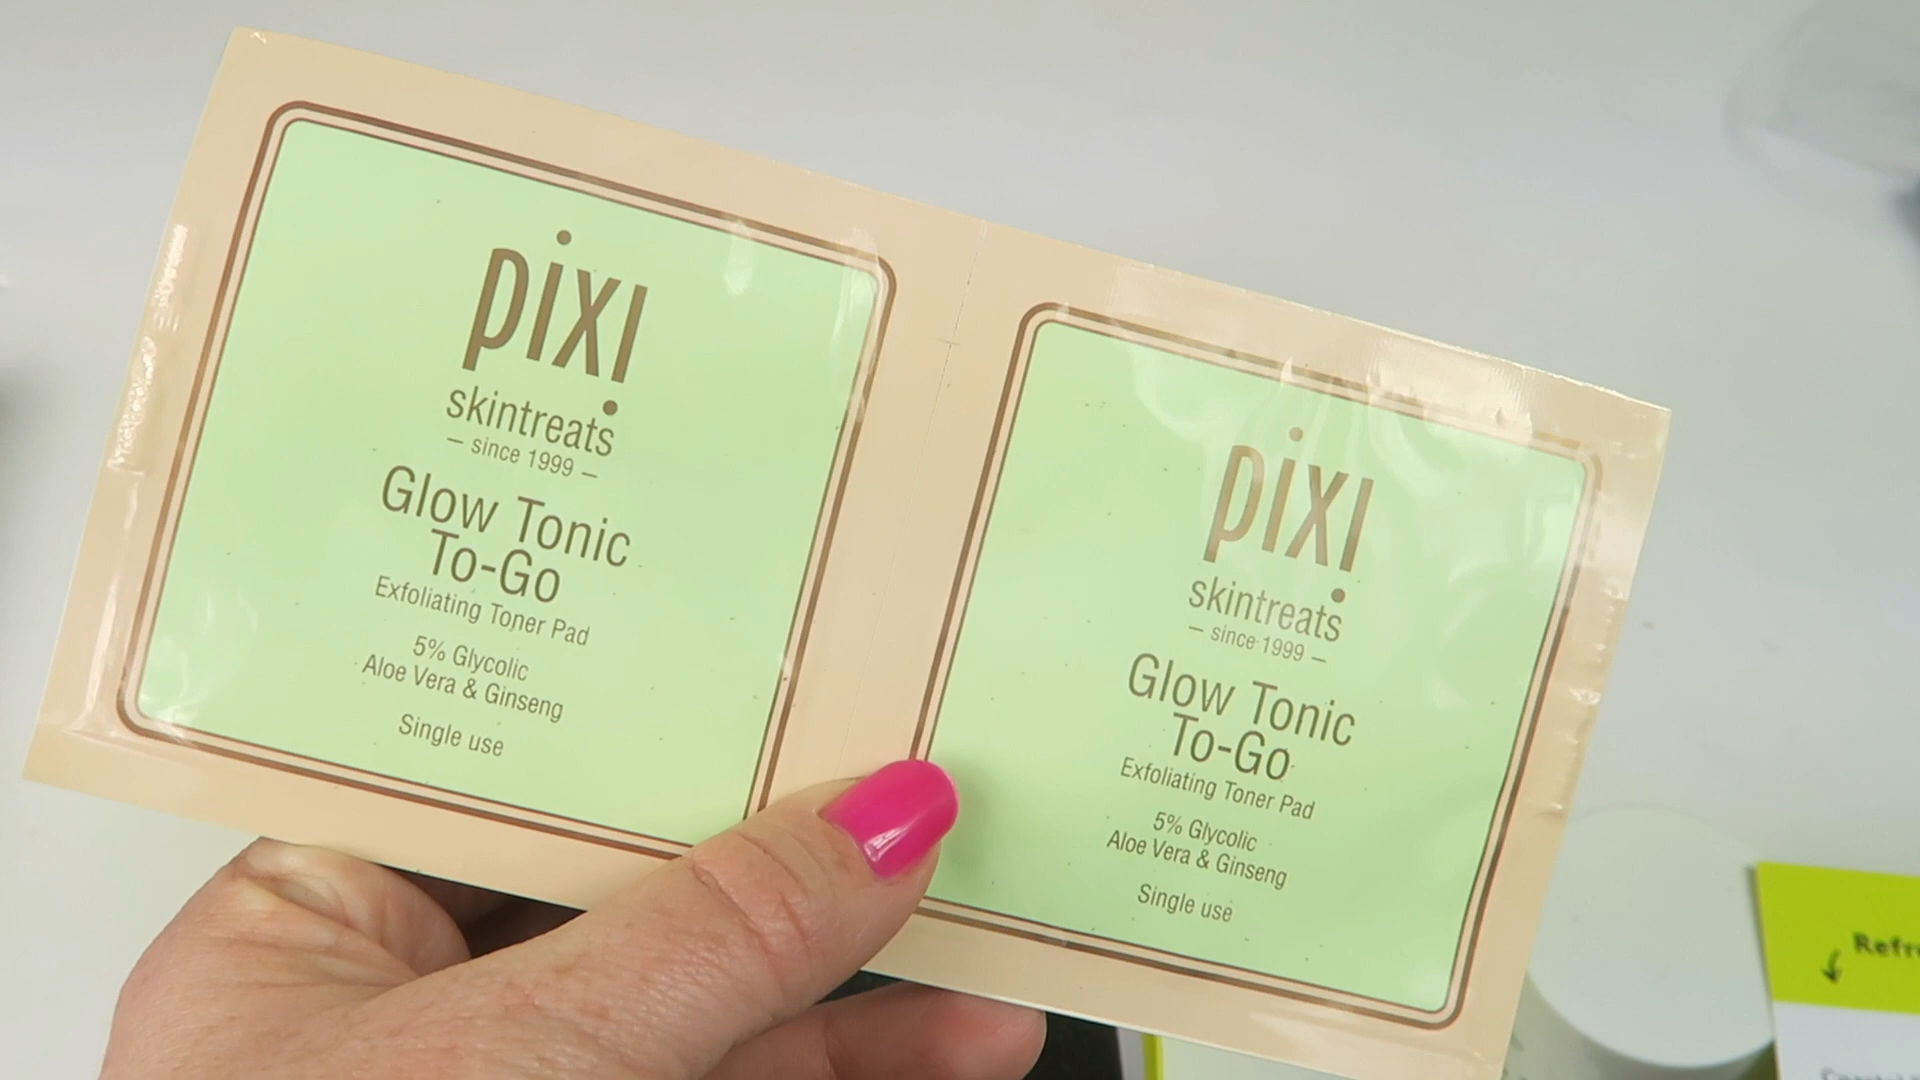 pixi
skintreats
— since 1999 —
Glow Tonic
To-Go
Exfoliating Toner Pad
5% Glycolic
Aloe Vera & Ginseng
Single use
pixi
skintreats
— since 1999 —
Glow Tonic
To-Go
Exfoliating Toner Pad
5% Glycolic
Aloe Vera & Ginseng
Single use